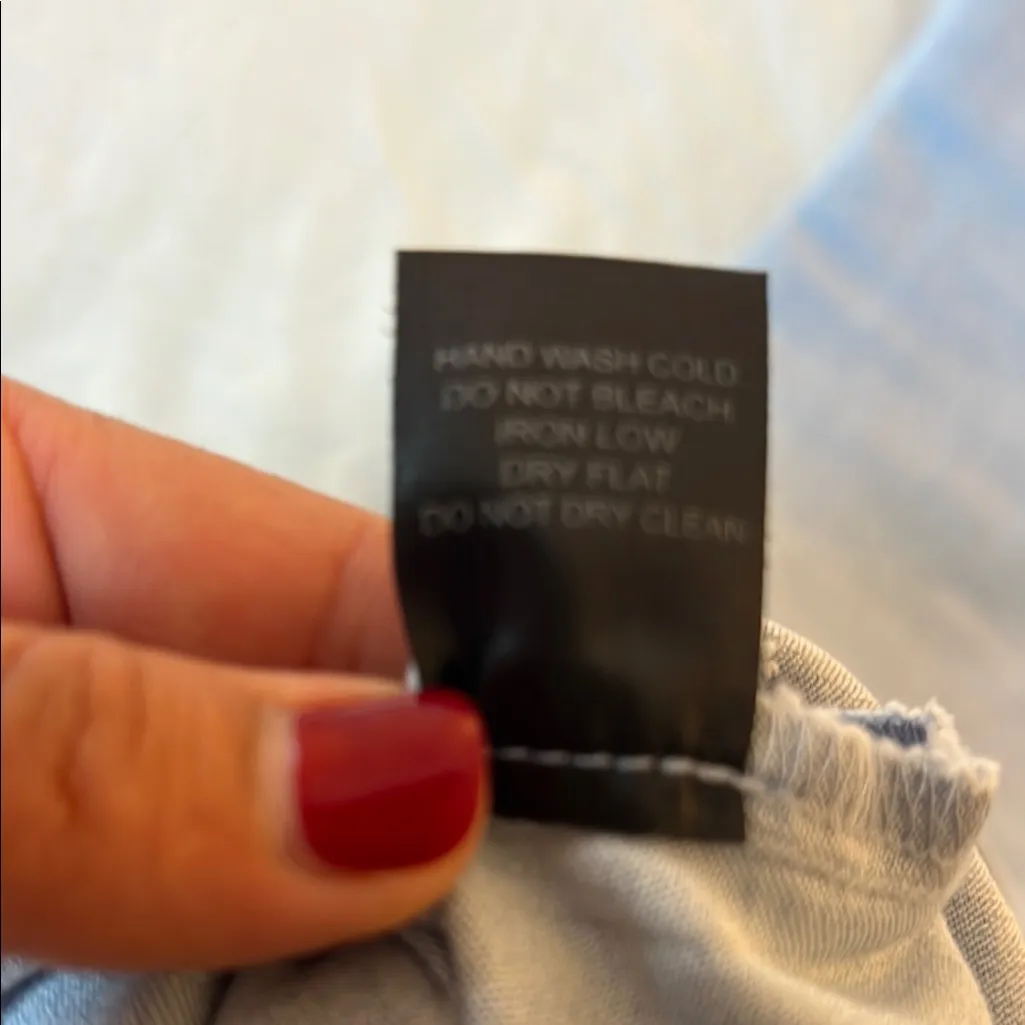 HAND WASH COLD
DO NOT BLEACH
IRON LOW
DRY FLAT
DO NOT DRY CLEAN